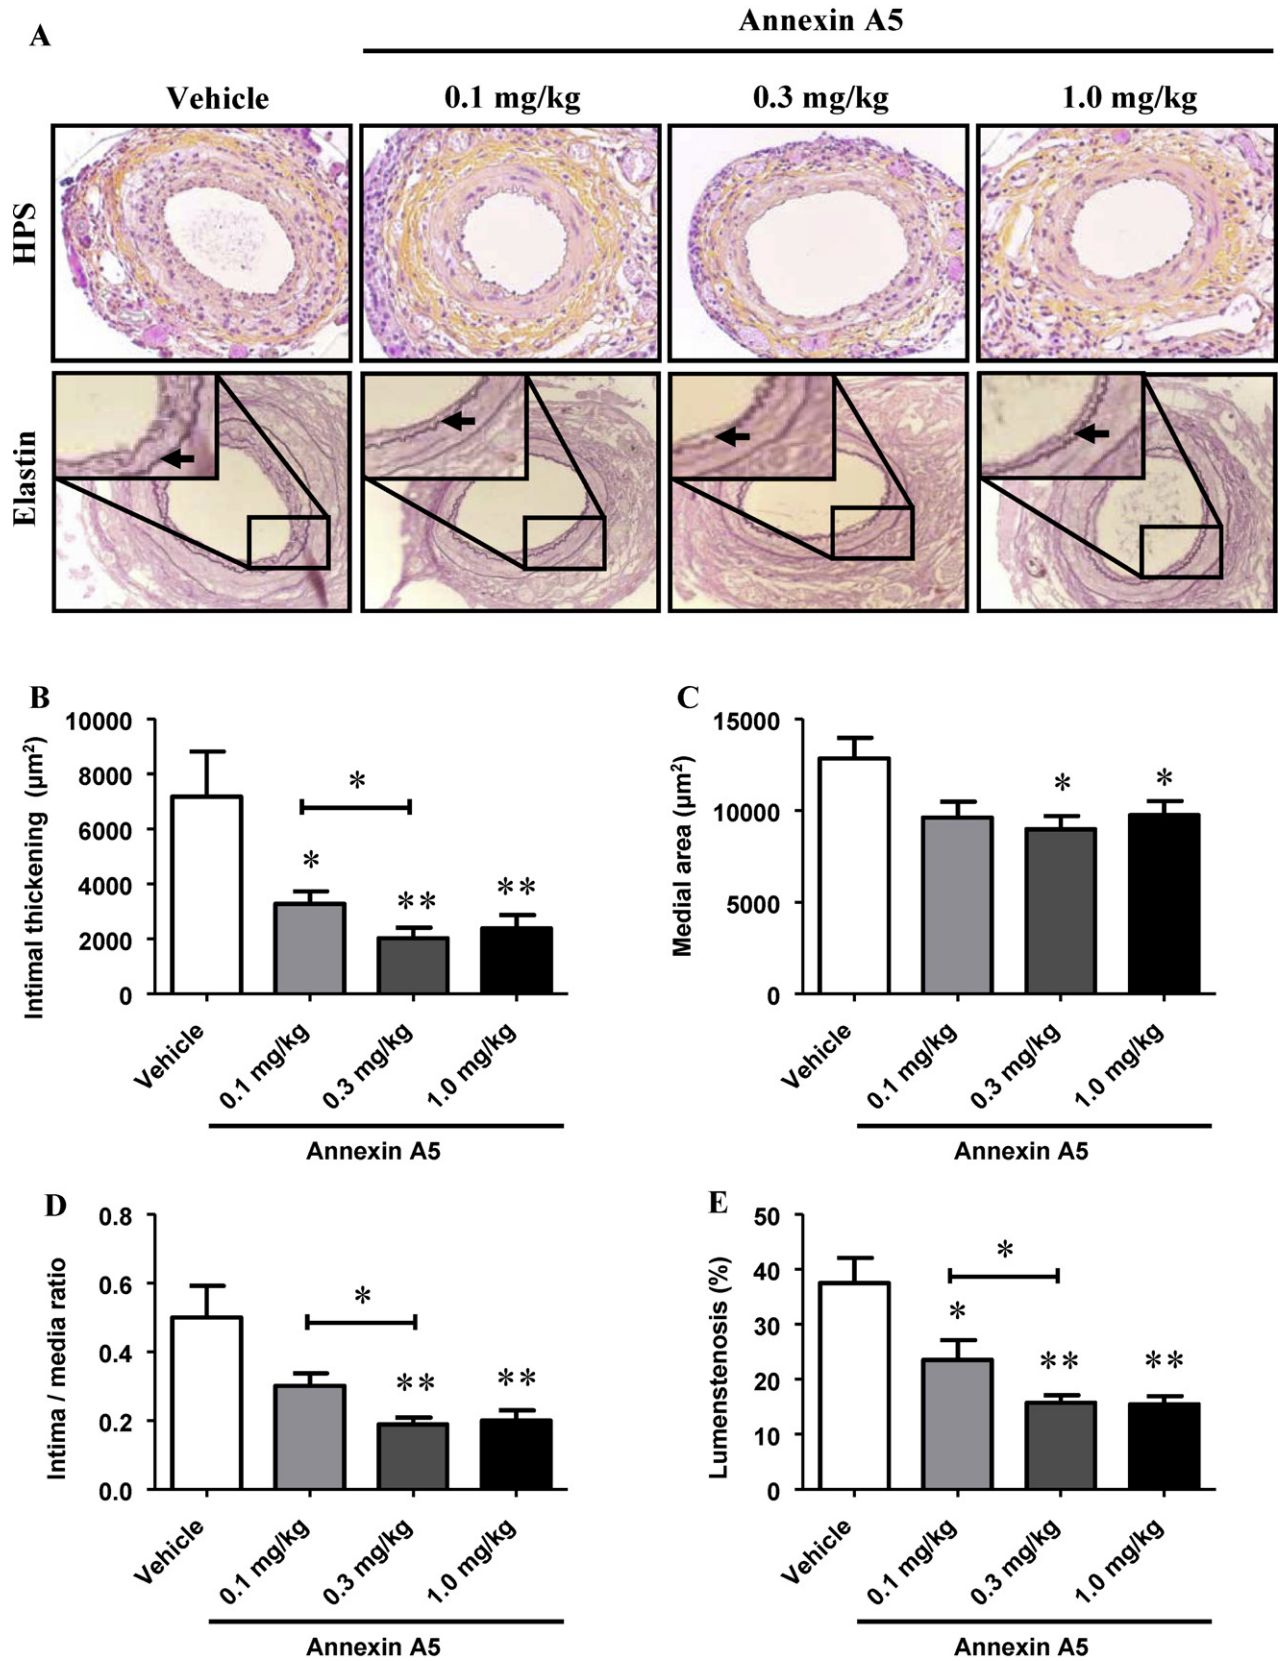 A
Annexin A5
Vehicle
0.1 mg/kg
0.3 mg/kg
1.0 mg/kg
HPS
Elastin
B
Intimal thickening (µm²)
10000
8000
6000
4000
2000
0
*
*
**
**
Vehicle
0.1 mg/kg
0.3 mg/kg
1.0 mg/kg
Annexin A5
C
Medial area (µm²)
15000
10000
5000
0
*
*
Vehicle
0.1 mg/kg
0.3 mg/kg
1.0 mg/kg
Annexin A5
D
Intima / media ratio
0.8
0.6
0.4
0.2
0.0
*
**
**
Vehicle
0.1 mg/kg
0.3 mg/kg
1.0 mg/kg
Annexin A5
E
Lumenstenosis (%)
50
40
30
20
10
0
*
*
**
**
Vehicle
0.1 mg/kg
0.3 mg/kg
1.0 mg/kg
Annexin A5